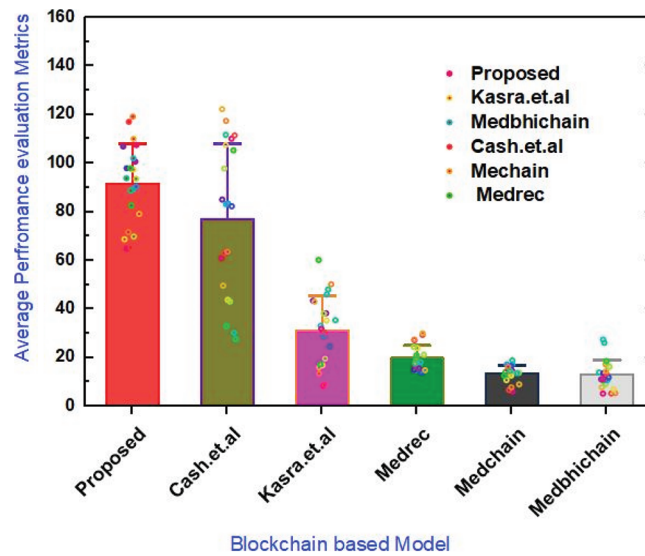 Average Perfromance evaluation Metrics
160
140
120
100
80
60
40
20
0
Proposed
Kasra.et.al
Medbhichain
Cash.et.al
Mechain
Medrec
Proposed
Cash.et.al
Kasra.et.al
Medrec
Medchain
Medbhichain
Blockchain based Model